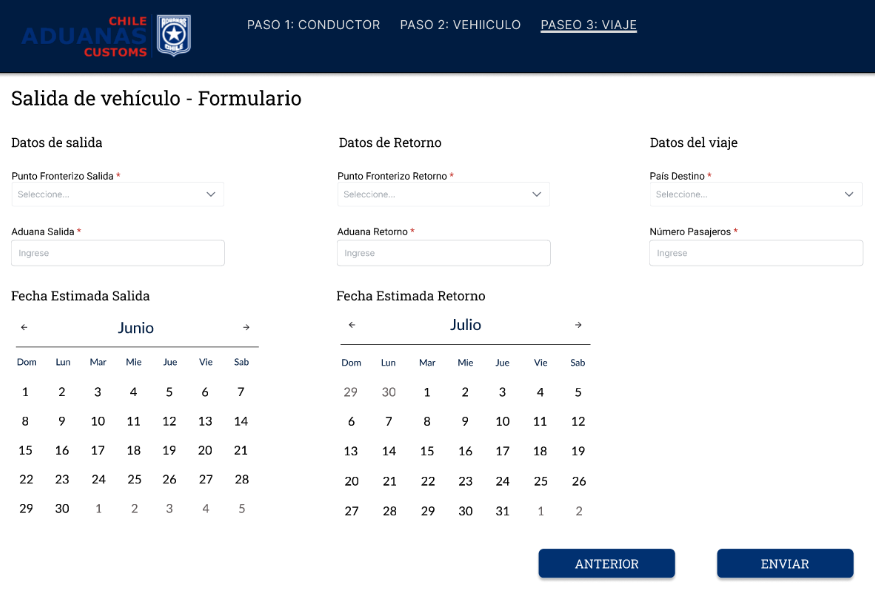 CHILE
ADUANAS
CUSTOMS
ADUANAS
CHILE
PASO 1: CONDUCTOR PASO 2: VEHIICULO PASEO 3: VIAJE
Salida de vehículo - Formulario
Datos de salida
Punto Fronterizo Salida *
Seleccione...
Aduana Salida *
Ingrese
Fecha Estimada Salida
← Junio →
Dom Lun Mar Mie Jue Vie Sab
1 2 3 4 5 6 7
8 9 10 11 12 13 14
15 16 17 18 19 20 21
22 23 24 25 26 27 28
29 30 1 2 3 4 5
Datos de Retorno
Punto Fronterizo Retorno *
Seleccione...
Aduana Retorno *
Ingrese
Fecha Estimada Retorno
← Julio →
Dom Lun Mar Mie Jue Vie Sab
29 30 1 2 3 4 5
6 7 8 9 10 11 12
13 14 15 16 17 18 19
20 21 22 23 24 25 26
27 28 29 30 31 1 2
Datos del viaje
País Destino *
Seleccione...
Número Pasajeros *
Ingrese
ANTERIOR
ENVIAR